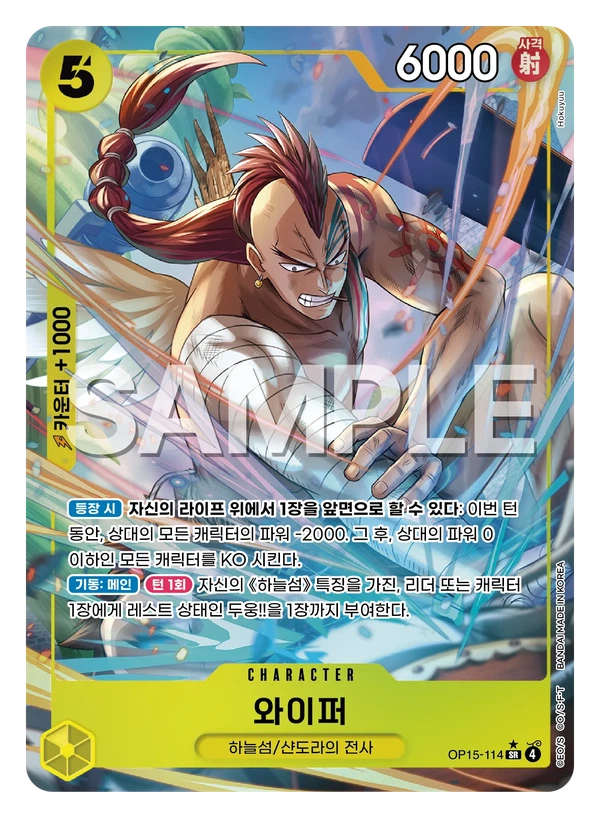 5
6000
사격
射
Hokuyuu
카운터 +1000
SAMPLE
등장 시 자신의 라이프 위에서 1장을 앞면으로 할 수 있다: 이번 턴
동안, 상대의 모든 캐릭터의 파워 -2000. 그 후, 상대의 파워 0
이하인 모든 캐릭터를 KO 시킨다.
기동: 메인 턴 1회 자신의 《하늘섬》 특징을 가진, 리더 또는 캐릭터
1장에게 레스트 상태인 두웅!!을 1장까지 부여한다.
CHARACTER
와이퍼
하늘섬/샨도라의 전사
OP15-114 SR 4
©EO/S ©O/S·F·T BANDAI MADE IN KOREA